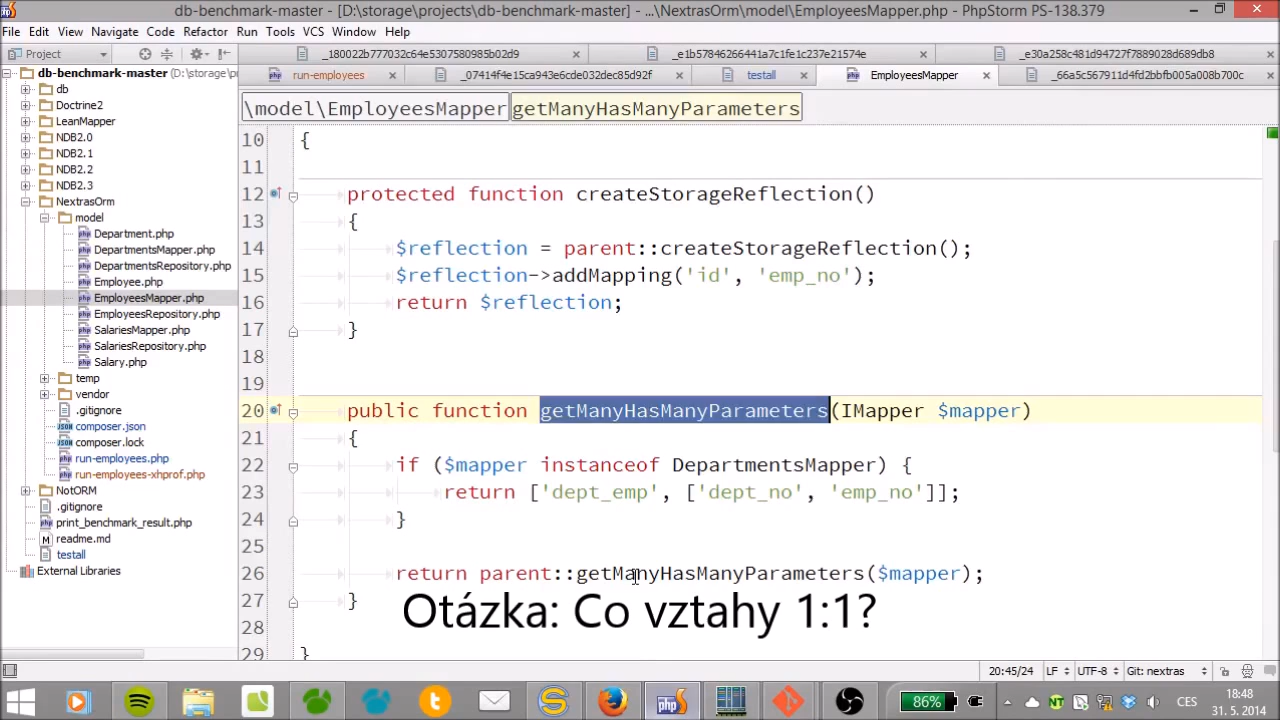 db-benchmark-master - [D:\storage\projects\db-benchmark-master] - ...\NextrasOrm\model\EmployeesMapper.php - PhpStorm PS-138.379
File Edit View Navigate Code Refactor Run Tools VCS Window Help
Project
_180022b777032c64e5307580985b02d9 _e1b57846266441a7c1fe1c237e21574e _e30a258c481d94727f7889028d689db8
run-employees _07414f4e15ca943e6cde032dec85d92f testall EmployeesMapper _66a5c567911d4fd2bbfb005a008b700c
db-benchmark-master (D:\storage\p
db
Doctrine2
LeanMapper
NDB2.0
NDB2.1
NDB2.2
NDB2.3
NextrasOrm
model
Department.php
DepartmentsMapper.php
DepartmentsRepository.php
Employee.php
EmployeesMapper.php
EmployeesRepository.php
SalariesMapper.php
SalariesRepository.php
Salary.php
temp
vendor
.gitignore
composer.json
composer.lock
run-employees.php
run-employees-xhprof.php
NotORM
.gitignore
print_benchmark_result.php
readme.md
testall
External Libraries
\model\EmployeesMapper getManyHasManyParameters
10 {
11
12 protected function createStorageReflection()
13 {
14 $reflection = parent::createStorageReflection();
15 $reflection->addMapping('id', 'emp_no');
16 return $reflection;
17 }
18
19
20 public function getManyHasManyParameters(IMapper $mapper)
21 {
22 if ($mapper instanceof DepartmentsMapper) {
23 return ['dept_emp', ['dept_no', 'emp_no']];
24 }
25
26 return parent::getManyHasManyParameters($mapper);
27 }
28
29 }
Otázka: Co vztahy 1:1?
20:45/24 LF UTF-8 Git: nextras
86% CES 18:48
31. 5. 2014